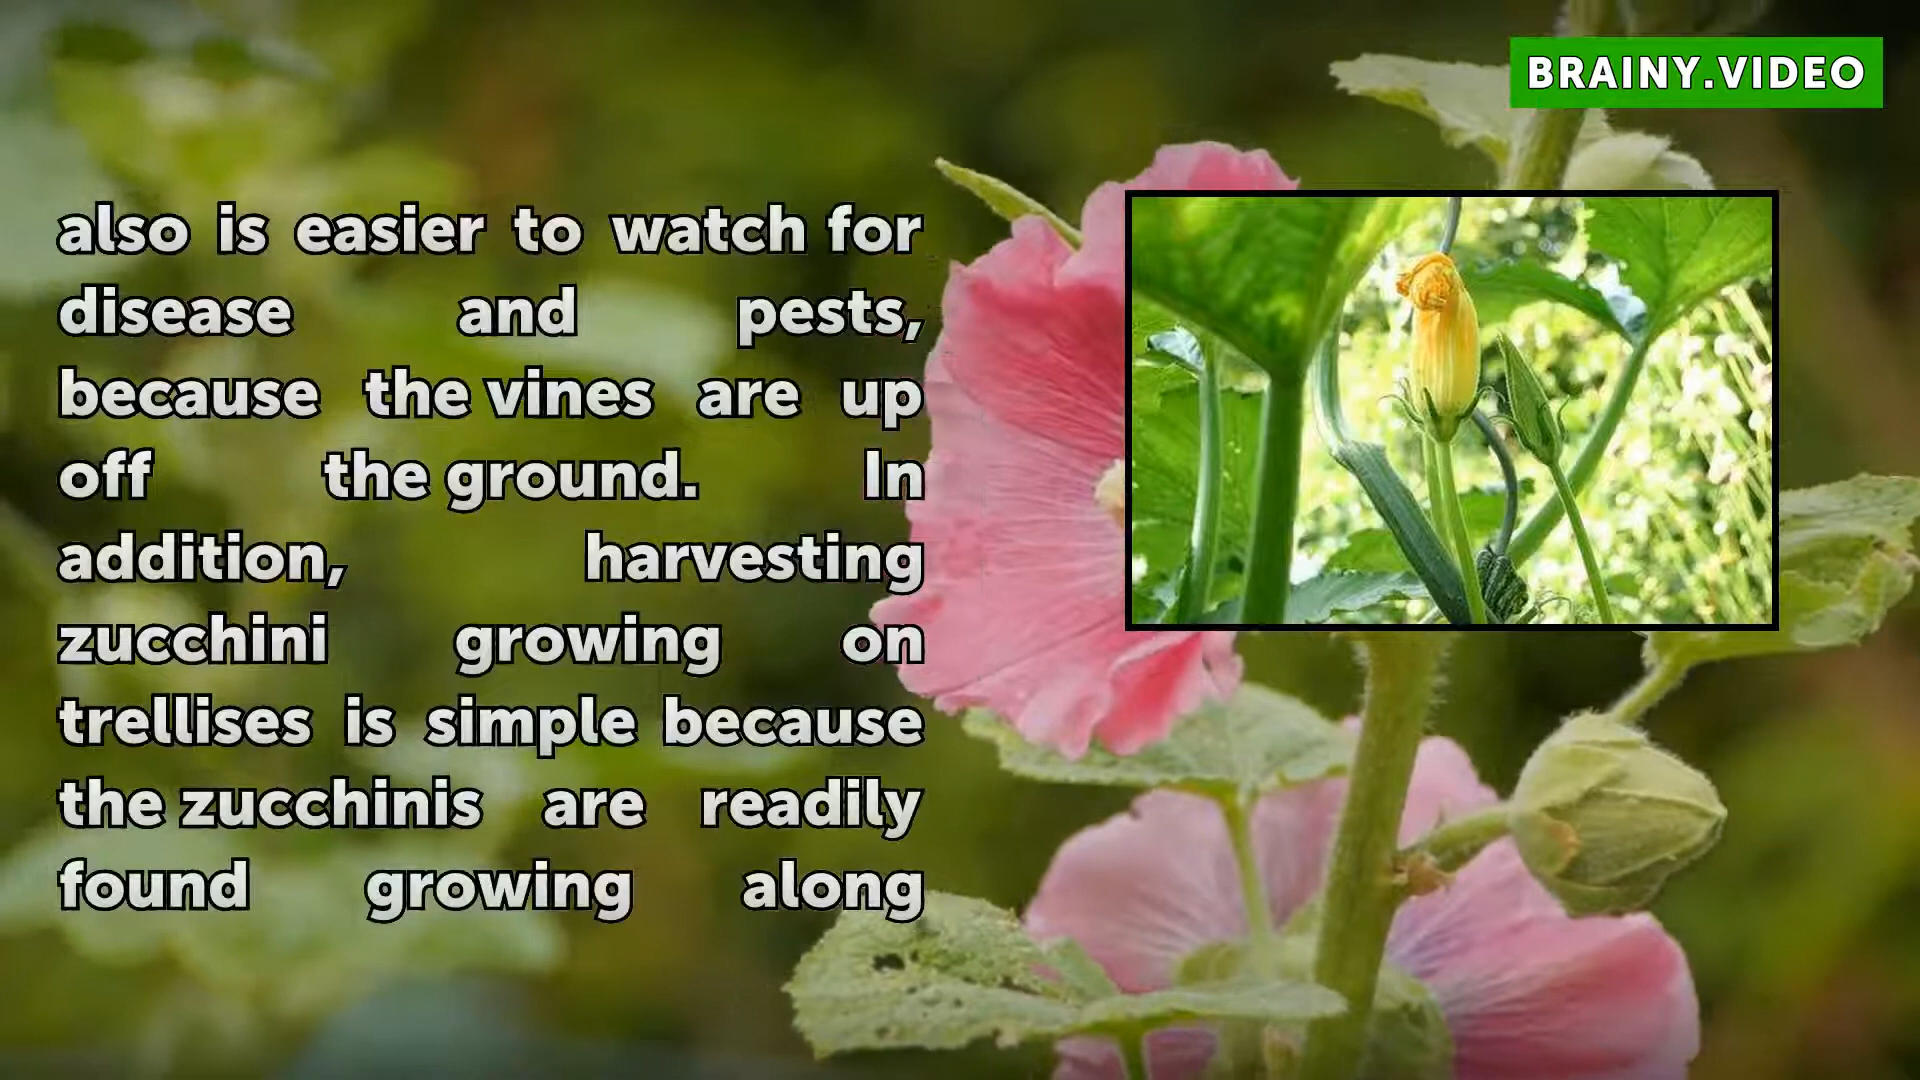 BRAINY.VIDEO
also is easier to watch for
disease and pests,
because the vines are up
off the ground. In
addition, harvesting
zucchini growing on
trellises is simple because
the zucchinis are readily
found growing along